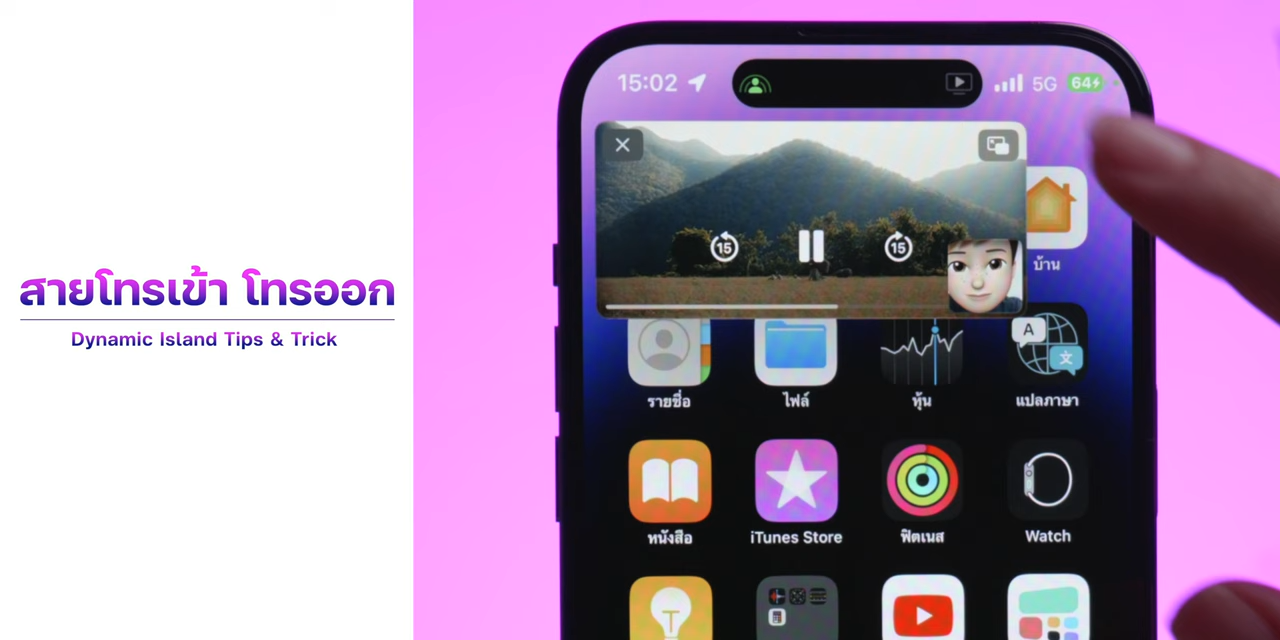 สายโทรเข้า โทรออก
Dynamic Island Tips & Trick
15:02
5G
64
15
15
บ้าน
A
文
รายชื่อ
ไฟล์
หุ้น
แปลภาษา
หนังสือ
iTunes Store
ฟิตเนส
Watch
T